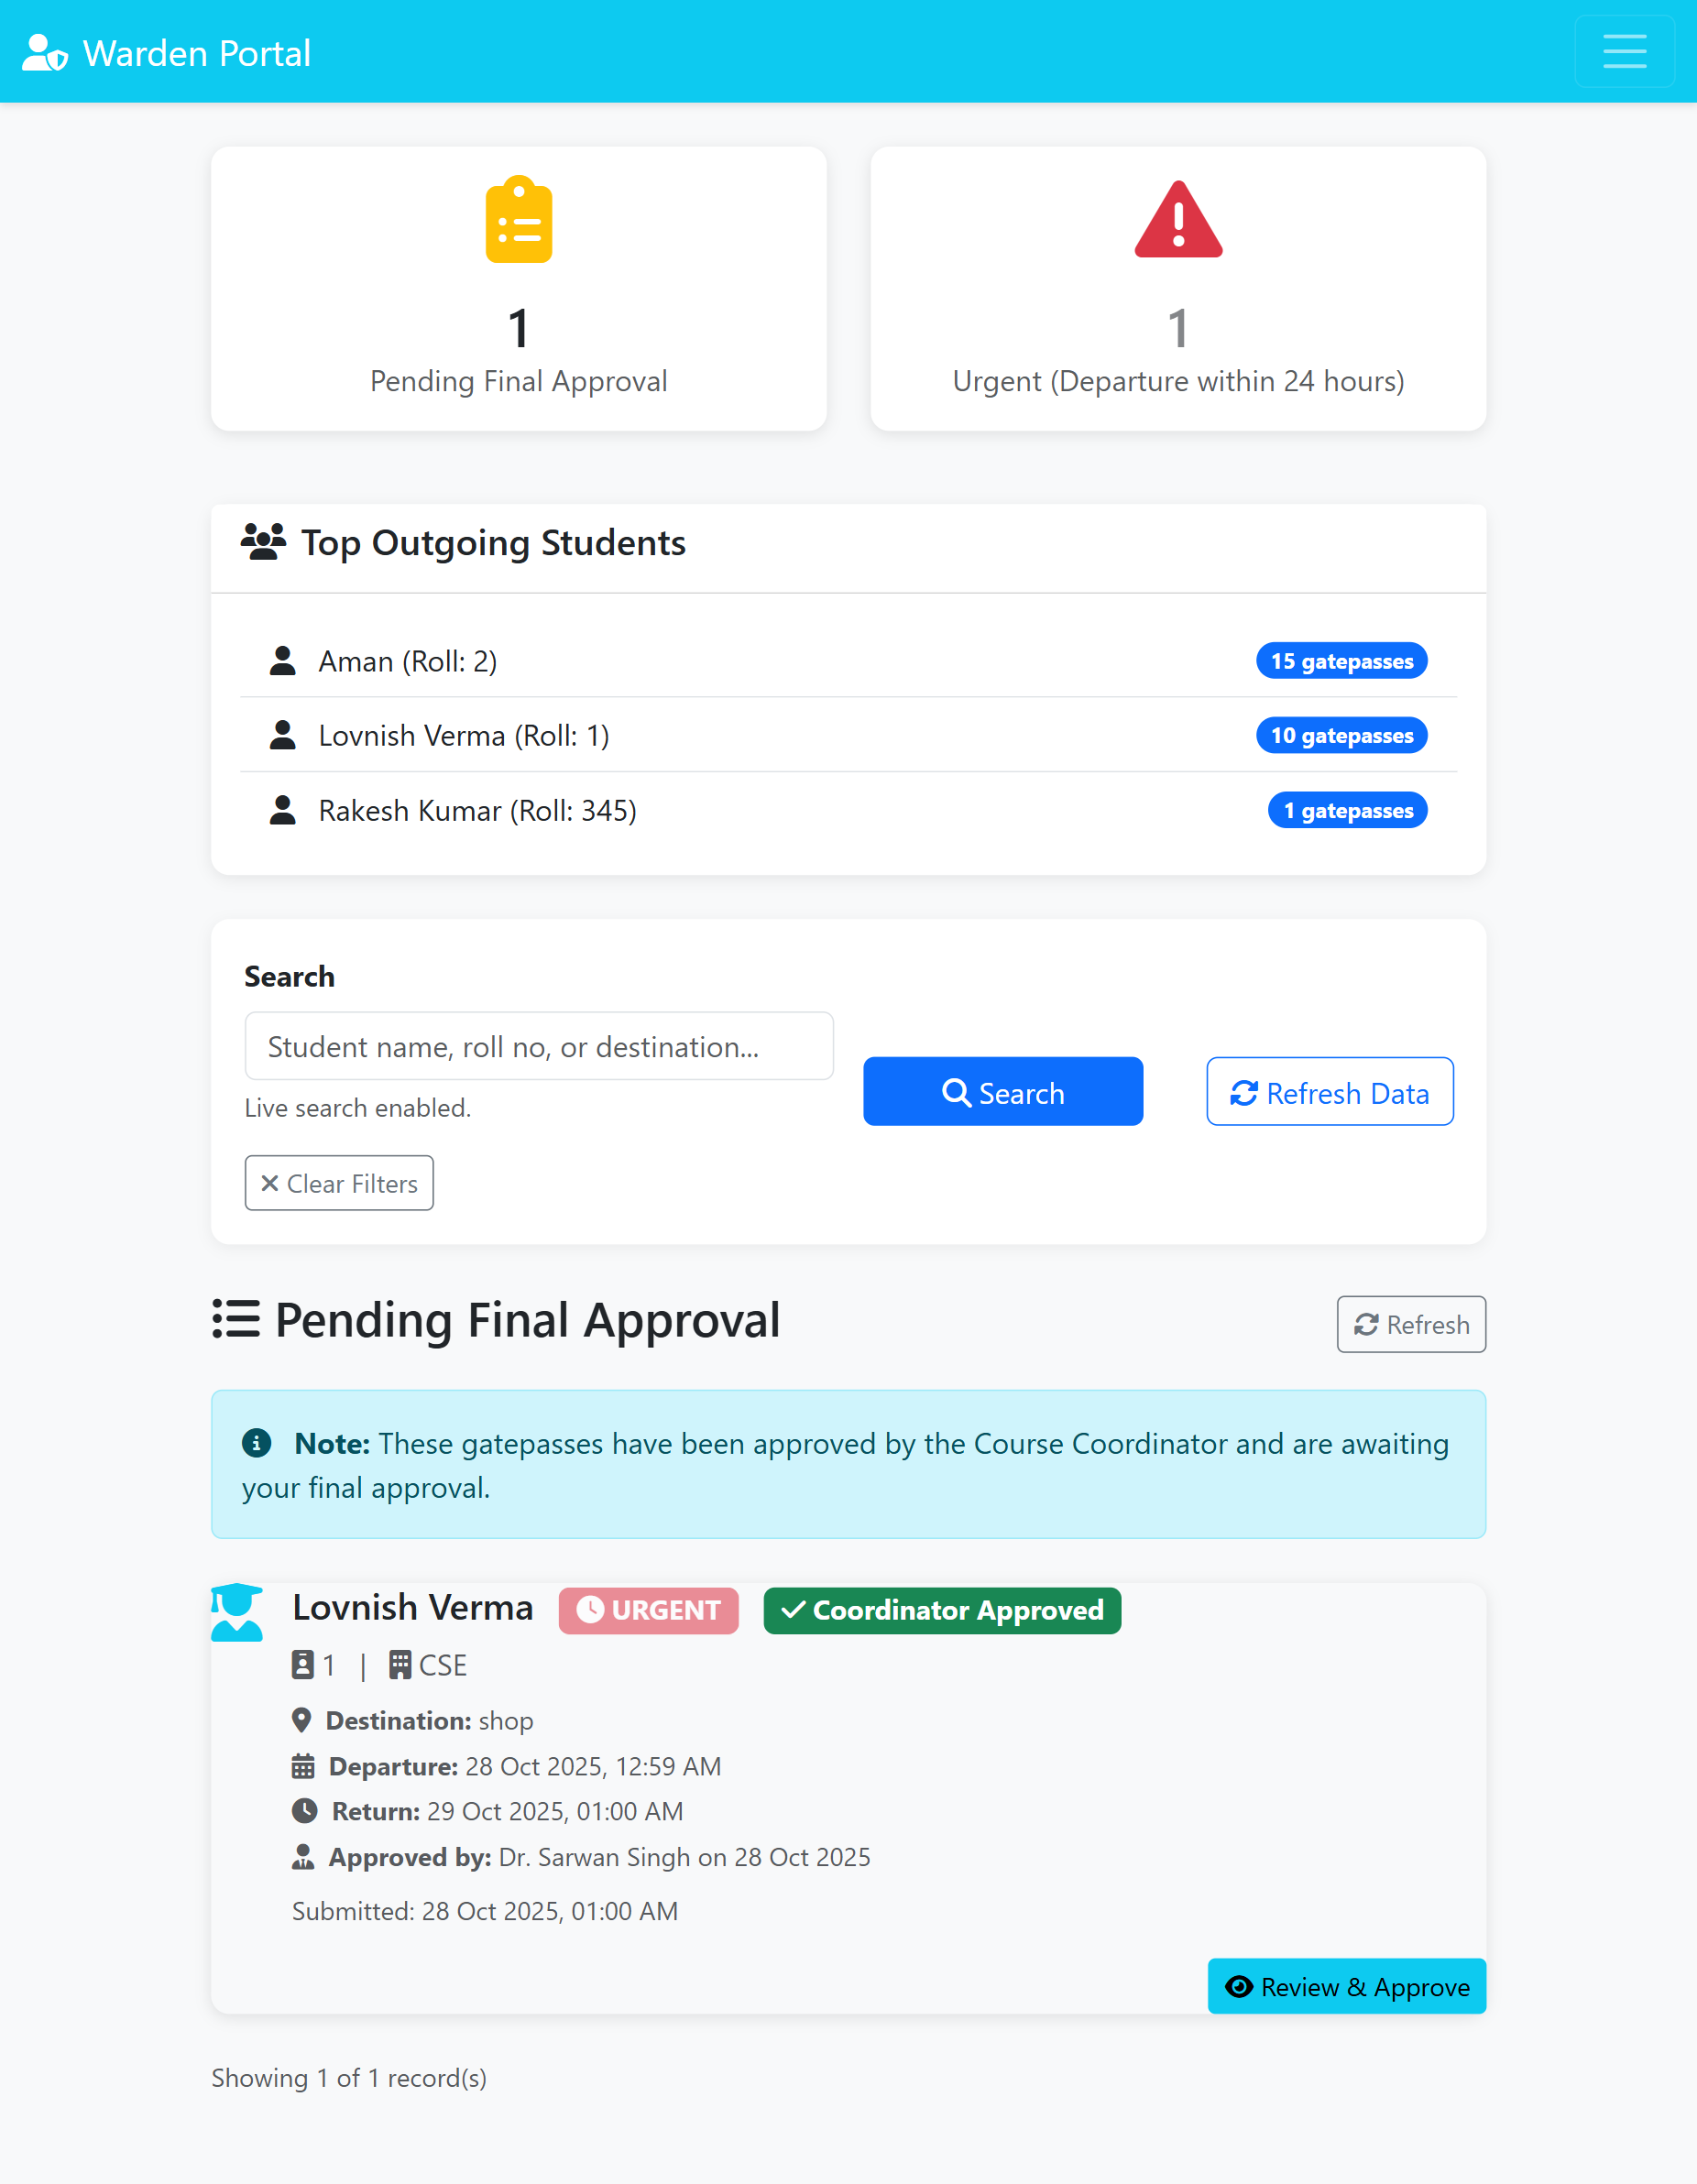 Warden Portal
1
Pending Final Approval
1
Urgent (Departure within 24 hours)
Top Outgoing Students
Aman (Roll: 2)
15 gatepasses
Lovnish Verma (Roll: 1)
10 gatepasses
Rakesh Kumar (Roll: 345)
1 gatepasses
Search
Student name, roll no, or destination...
Live search enabled.
Search
Refresh Data
Clear Filters
Pending Final Approval
Refresh
Note: These gatepasses have been approved by the Course Coordinator and are awaiting
your final approval.
Lovnish Verma
URGENT
Coordinator Approved
1 | CSE
Destination: shop
Departure: 28 Oct 2025, 12:59 AM
Return: 29 Oct 2025, 01:00 AM
Approved by: Dr. Sarwan Singh on 28 Oct 2025
Submitted: 28 Oct 2025, 01:00 AM
Review & Approve
Showing 1 of 1 record(s)